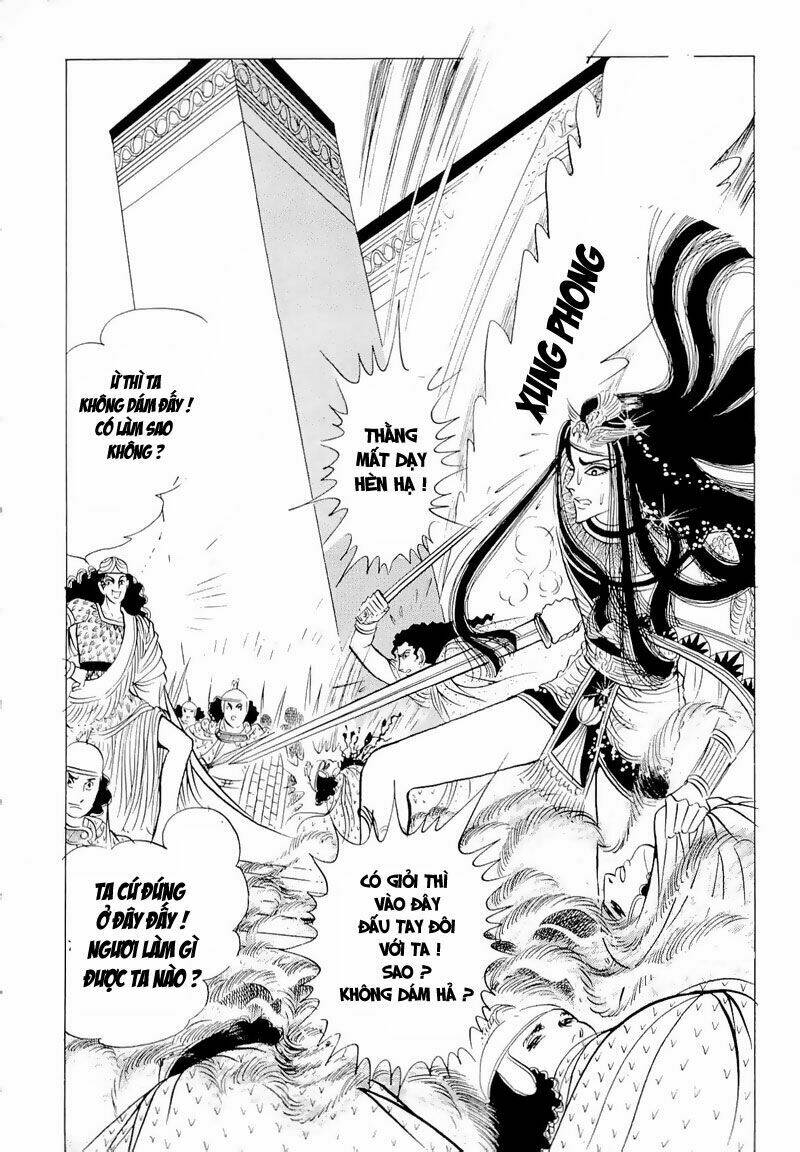 XUNG PHONG
THẰNG
MẤT DẠY
HÈN HẠ !
CÓ GIỎI THÌ
VÀO ĐÂY
ĐẤU TAY ĐÔI
VỚI TA !
SAO ?
KHÔNG DÁM HẢ ?
Ừ THÌ TA
KHÔNG DÁM ĐẤY !
CÓ LÀM SAO
KHÔNG ?
TA CỨ ĐÚNG
Ở ĐÂY ĐẤY !
NGƯƠI LÀM GÌ
ĐƯỢC TA NÀO ?